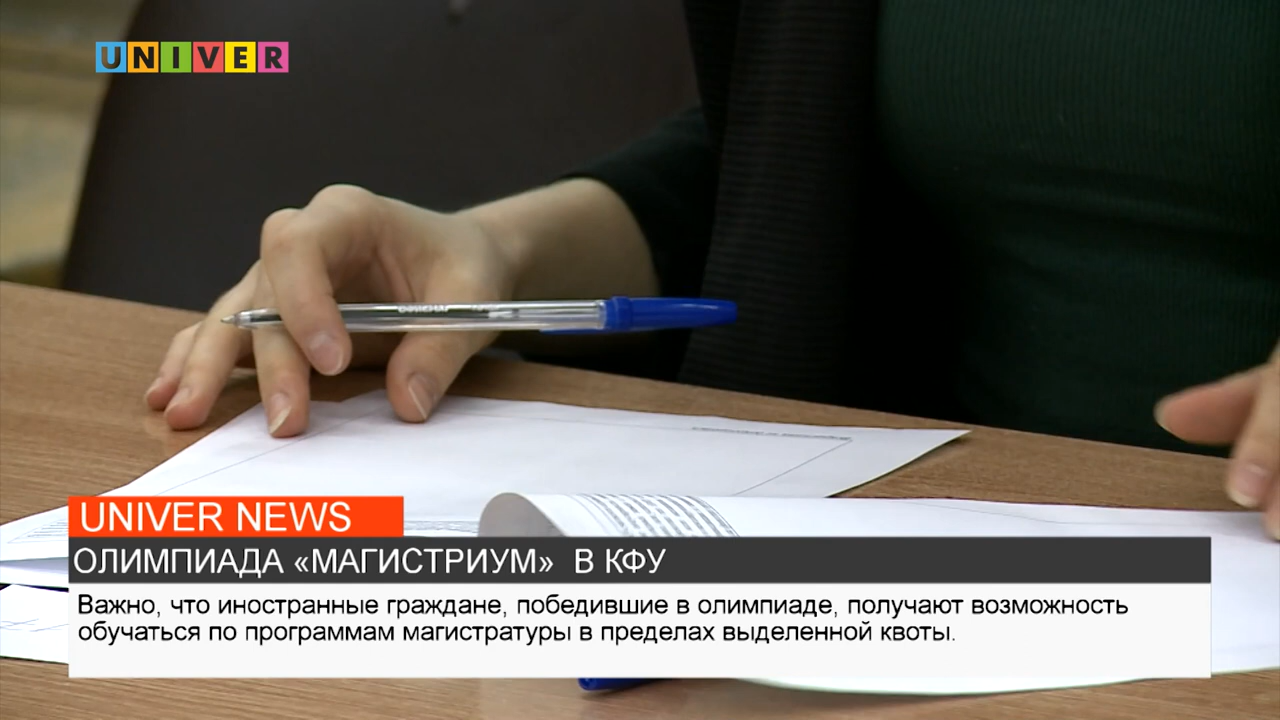 UNIVER
UNIVER NEWS
ОЛИМПИАДА «МАГИСТРИУМ» В КФУ
Важно, что иностранные граждане, победившие в олимпиаде, получают возможность
обучаться по программам магистратуры в пределах выделенной квоты.